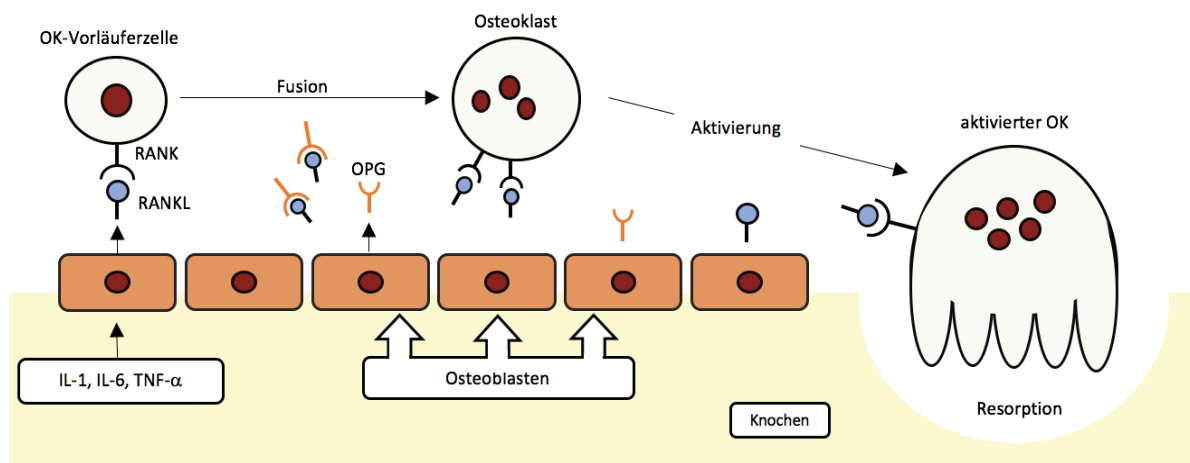 Osteoklast
OK-Vorläuferzelle
Fusion
aktivierter OK
Aktivierung
RANK
OPG
RANKL
IL-1, IL-6, TNF-α
Osteoblasten
Knochen
Resorption